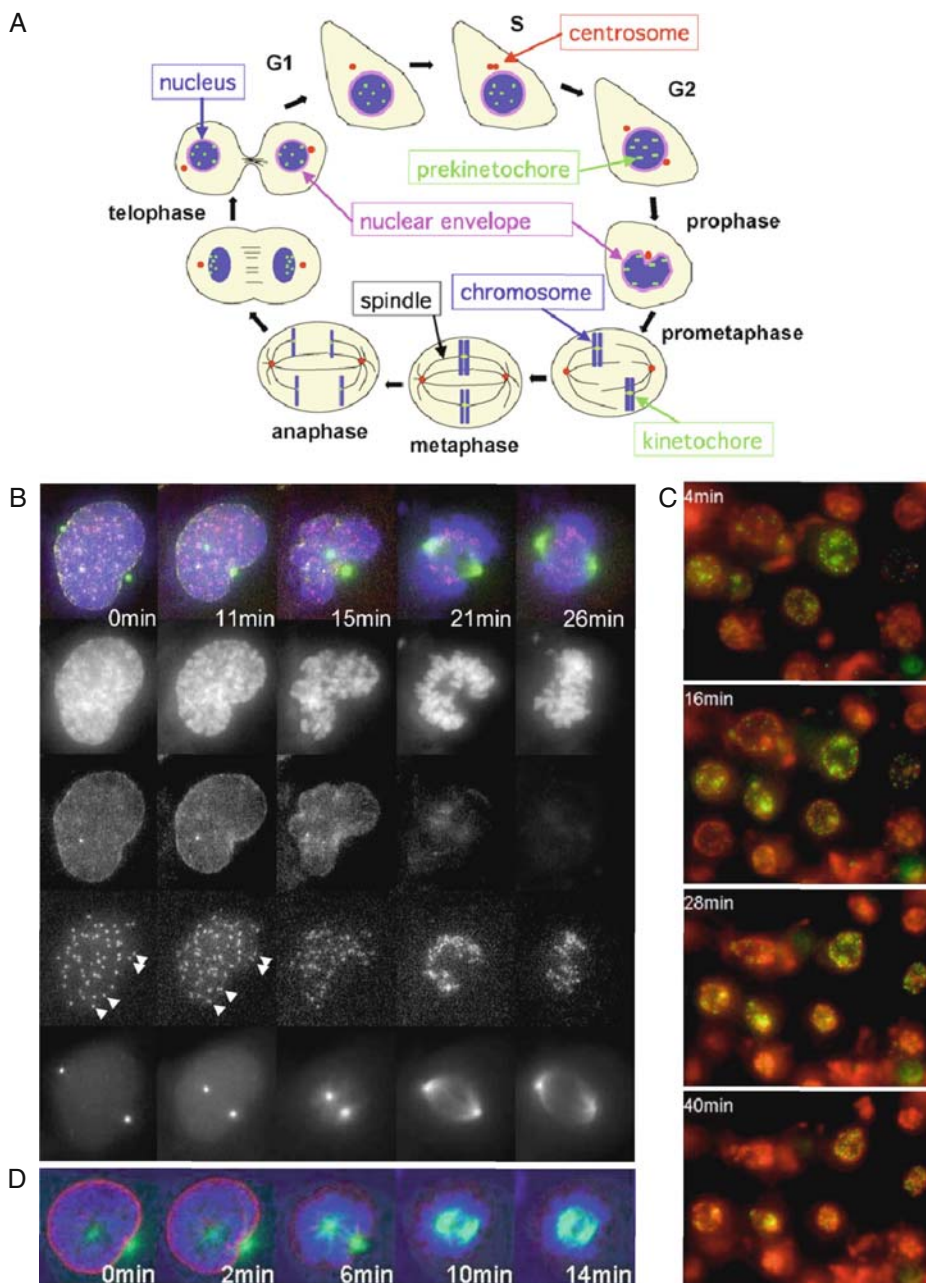 A
G1
S
centrosome
nucleus
G2
prekinetochore
telophase
nuclear envelope
prophase
spindle
chromosome
prometaphase
anaphase
metaphase
kinetochore
B
0min
11min
15min
21min
26min
C
4min
16min
28min
40min
D
0min
2min
6min
10min
14min